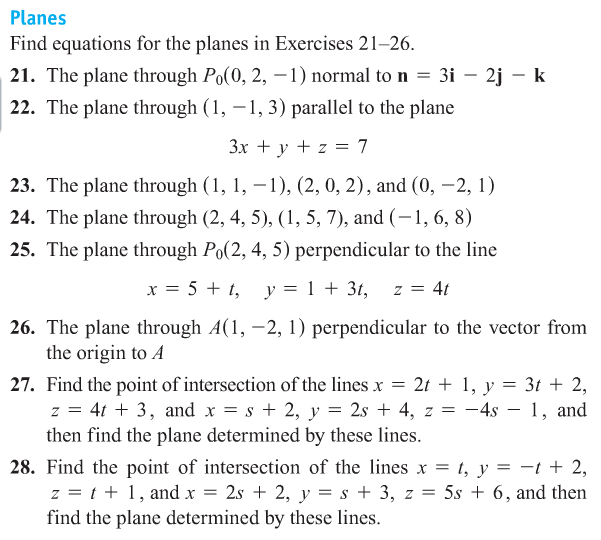 Planes
Find equations for the planes in Exercises 21–26.
21. The plane through P₀(0, 2, −1) normal to n = 3i − 2j − k
22. The plane through (1, −1, 3) parallel to the plane
3x + y + z = 7
23. The plane through (1, 1, −1), (2, 0, 2), and (0, −2, 1)
24. The plane through (2, 4, 5), (1, 5, 7), and (−1, 6, 8)
25. The plane through P₀(2, 4, 5) perpendicular to the line
x = 5 + t, y = 1 + 3t, z = 4t
26. The plane through A(1, −2, 1) perpendicular to the vector from
the origin to A
27. Find the point of intersection of the lines x = 2t + 1, y = 3t + 2,
z = 4t + 3, and x = s + 2, y = 2s + 4, z = −4s − 1, and
then find the plane determined by these lines.
28. Find the point of intersection of the lines x = t, y = −t + 2,
z = t + 1, and x = 2s + 2, y = s + 3, z = 5s + 6, and then
find the plane determined by these lines.